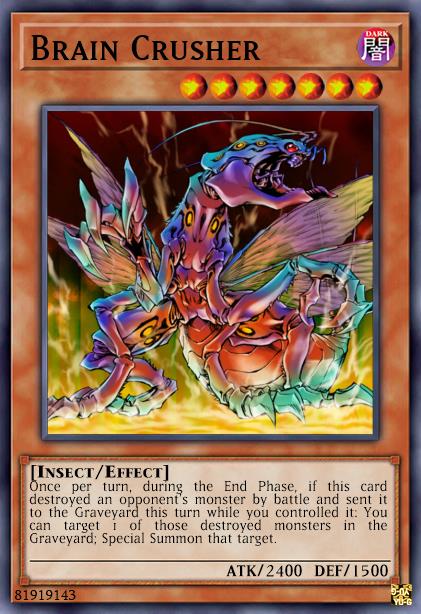 Brain Crusher
DARK
闇
[Insect/Effect]
Once per turn, during the End Phase, if this card
destroyed an opponent's monster by battle and sent it
to the Graveyard this turn while you controlled it: You
can target 1 of those destroyed monsters in the
Graveyard; Special Summon that target.
ATK/2400 DEF/1500
81919143